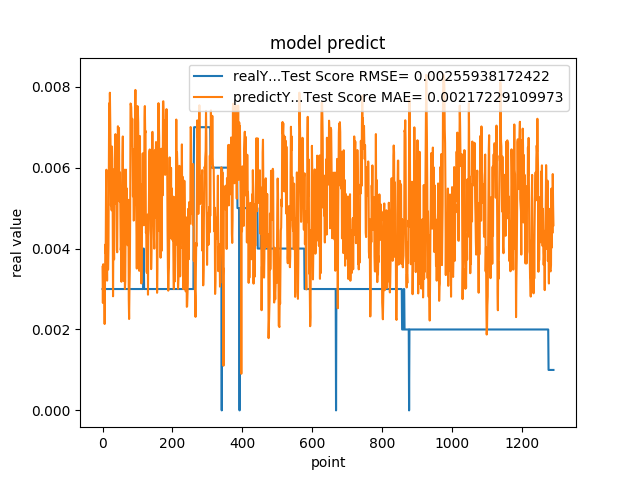 model predict
realY...Test Score RMSE= 0.00255938172422
predictY...Test Score MAE= 0.00217229109973
real value
0.008
0.006
0.004
0.002
0.000
0 200 400 600 800 1000 1200
point